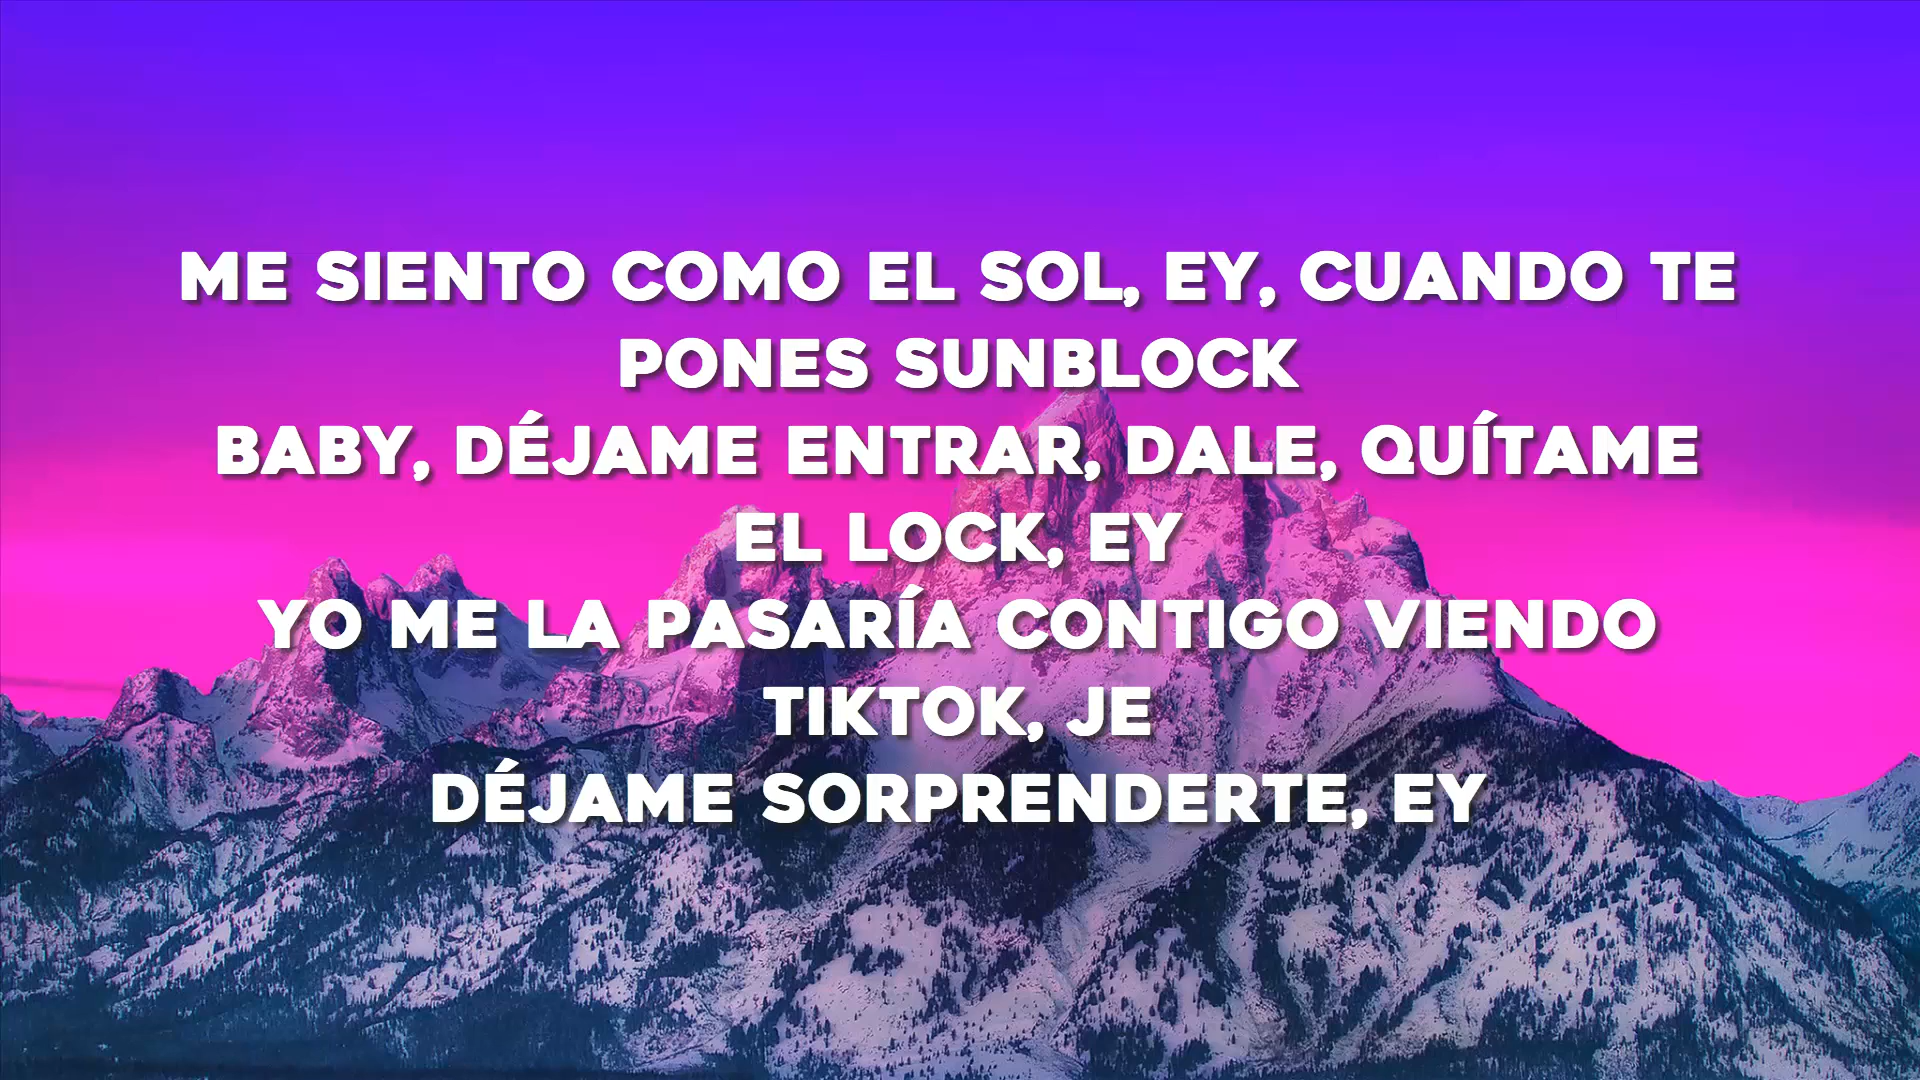 ME SIENTO COMO EL SOL, EY, CUANDO TE
PONES SUNBLOCK
BABY, DÉJAME ENTRAR, DALE, QUÍTAME
EL LOCK, EY
YO ME LA PASARÍA CONTIGO VIENDO
TIKTOK, JE
DÉJAME SORPRENDERTE, EY